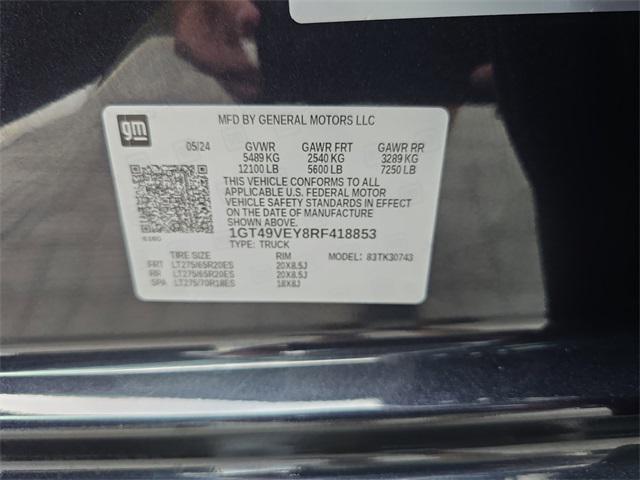 gm
MFD BY GENERAL MOTORS LLC
05/24 GVWR GAWR FRT GAWR RR
5489 KG 2540 KG 3289 KG
12100 LB 5600 LB 7250 LB
THIS VEHICLE CONFORMS TO ALL
APPLICABLE U.S. FEDERAL MOTOR
VEHICLE SAFETY STANDARDS IN EFFECT
ON THE DATE OF MANUFACTURE
SHOWN ABOVE.
1GT49VEY8RF418853
TYPE: TRUCK
TIRE SIZE RIM MODEL: 83TK30743
FRT LT275/65R20ES 20X8.5J
RR LT275/65R20ES 20X8.5J
SPA LT275/70R18ES 18X8J